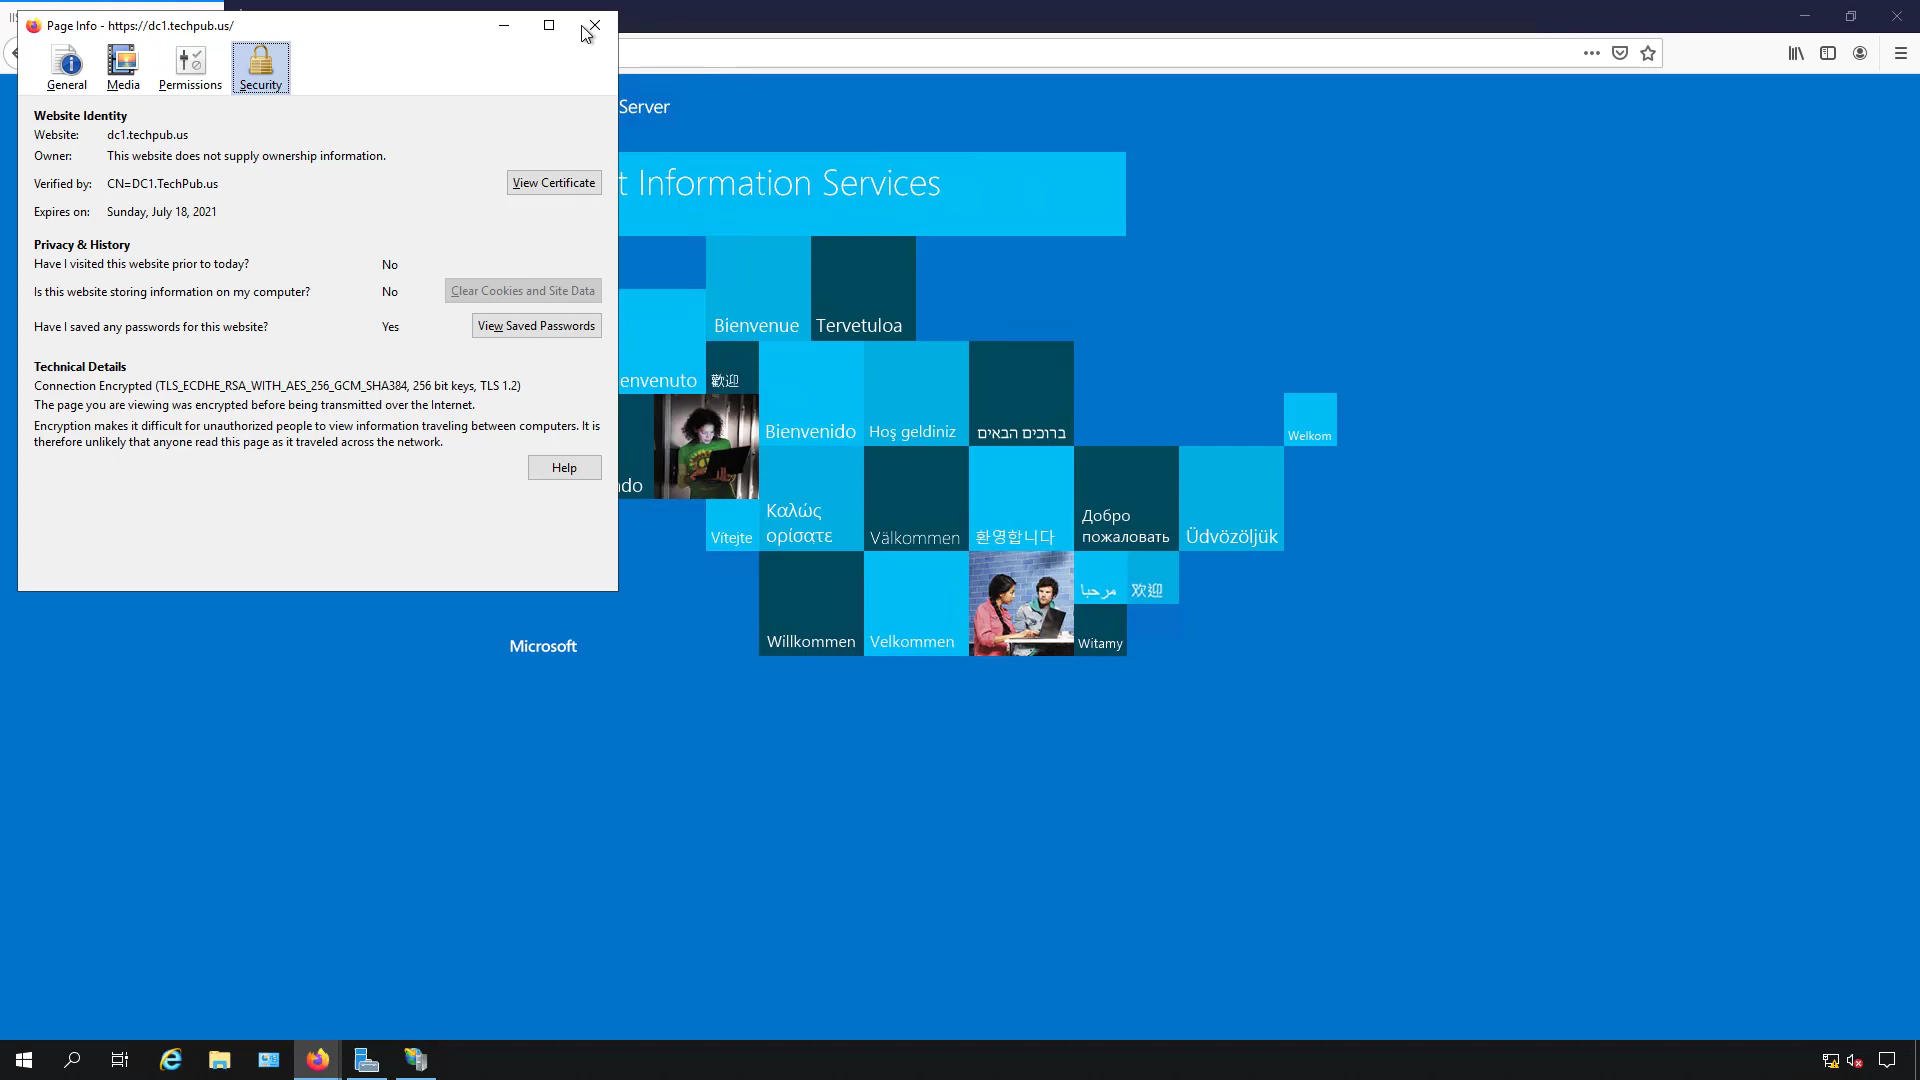 IIS
Page Info - https://dc1.techpub.us/
General
Media
Permissions
Security
Website Identity
Website: dc1.techpub.us
Owner: This website does not supply ownership information.
Verified by: CN=DC1.TechPub.us
View Certificate
Expires on: Sunday, July 18, 2021
Privacy & History
Have I visited this website prior to today? No
Is this website storing information on my computer? No
Clear Cookies and Site Data
Have I saved any passwords for this website? Yes
View Saved Passwords
Technical Details
Connection Encrypted (TLS_ECDHE_RSA_WITH_AES_256_GCM_SHA384, 256 bit keys, TLS 1.2)
The page you are viewing was encrypted before being transmitted over the Internet.
Encryption makes it difficult for unauthorized people to view information traveling between computers. It is
therefore unlikely that anyone read this page as it traveled across the network.
Help
Server
t Information Services
Bienvenue
Tervetuloa
envenuto
歡迎
Bienvenido
Hoş geldiniz
ברוכים הבאים
Welkom
ndo
Vítejte
Καλώς
ορίσατε
Välkommen
환영합니다
Добро
пожаловать
Üdvözöljük
مرحبا
欢迎
Microsoft
Willkommen
Velkommen
Witamy